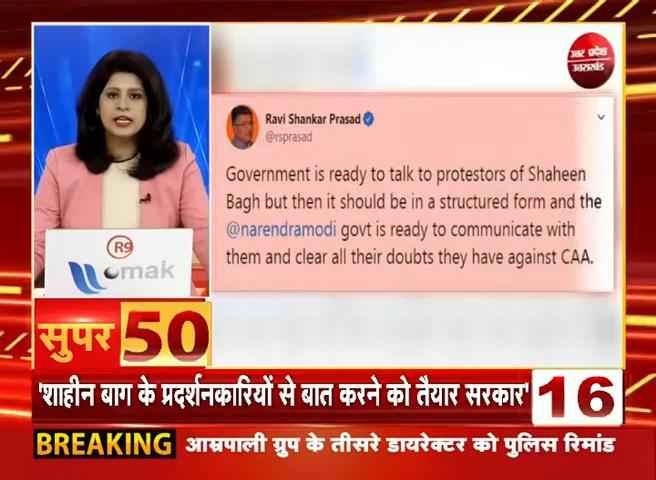 उत्तर प्रदेश
उत्तराखंड
Ravi Shankar Prasad
@rsprasad
Government is ready to talk to protestors of Shaheen
Bagh but then it should be in a structured form and the
@narendramodi govt is ready to communicate with
them and clear all their doubts they have against CAA.
R9
omak
सुपर 50
'शाहीन बाग के प्रदर्शनकारियों से बात करने को तैयार सरकार' 16
BREAKING आम्रपाली ग्रुप के तीसरे डायरेक्टर को पुलिस रिमांड